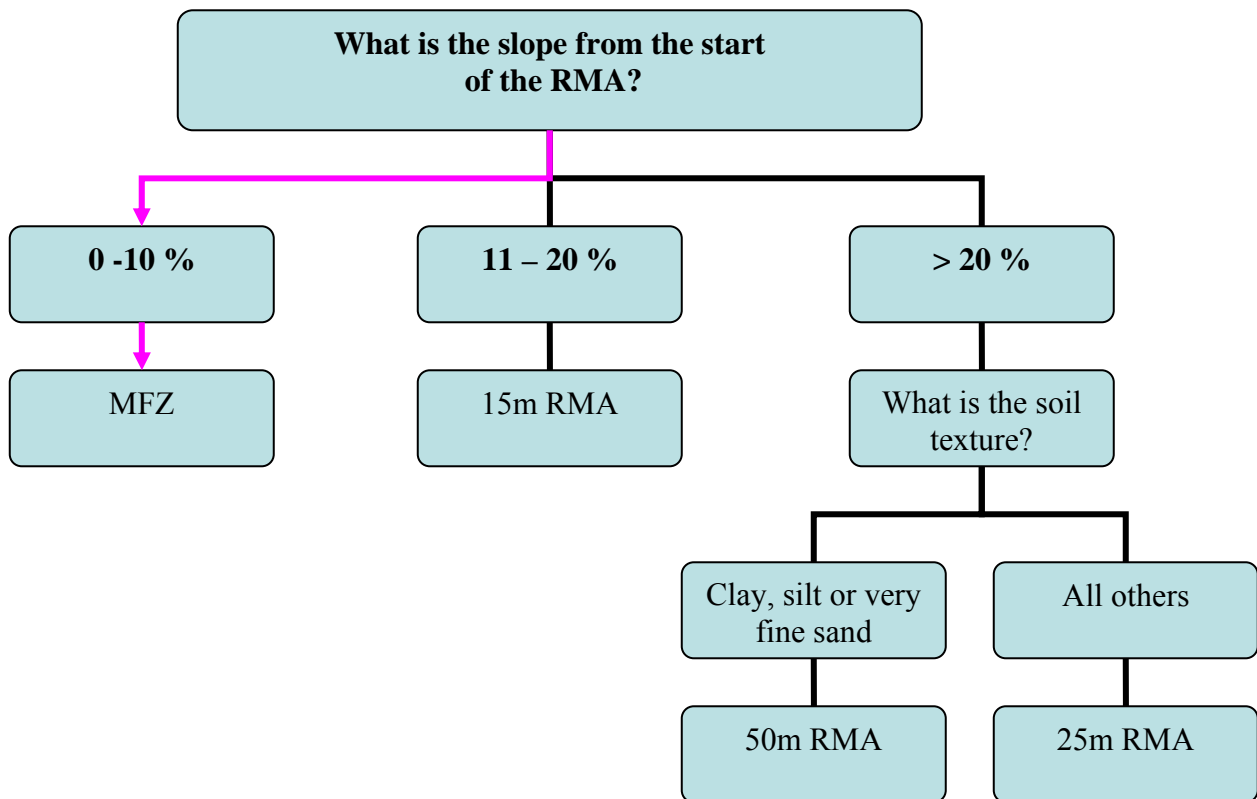 What is the slope from the start
of the RMA?
0 -10 %
11 – 20 %
> 20 %
MFZ
15m RMA
What is the soil
texture?
Clay, silt or very
fine sand
All others
50m RMA
25m RMA